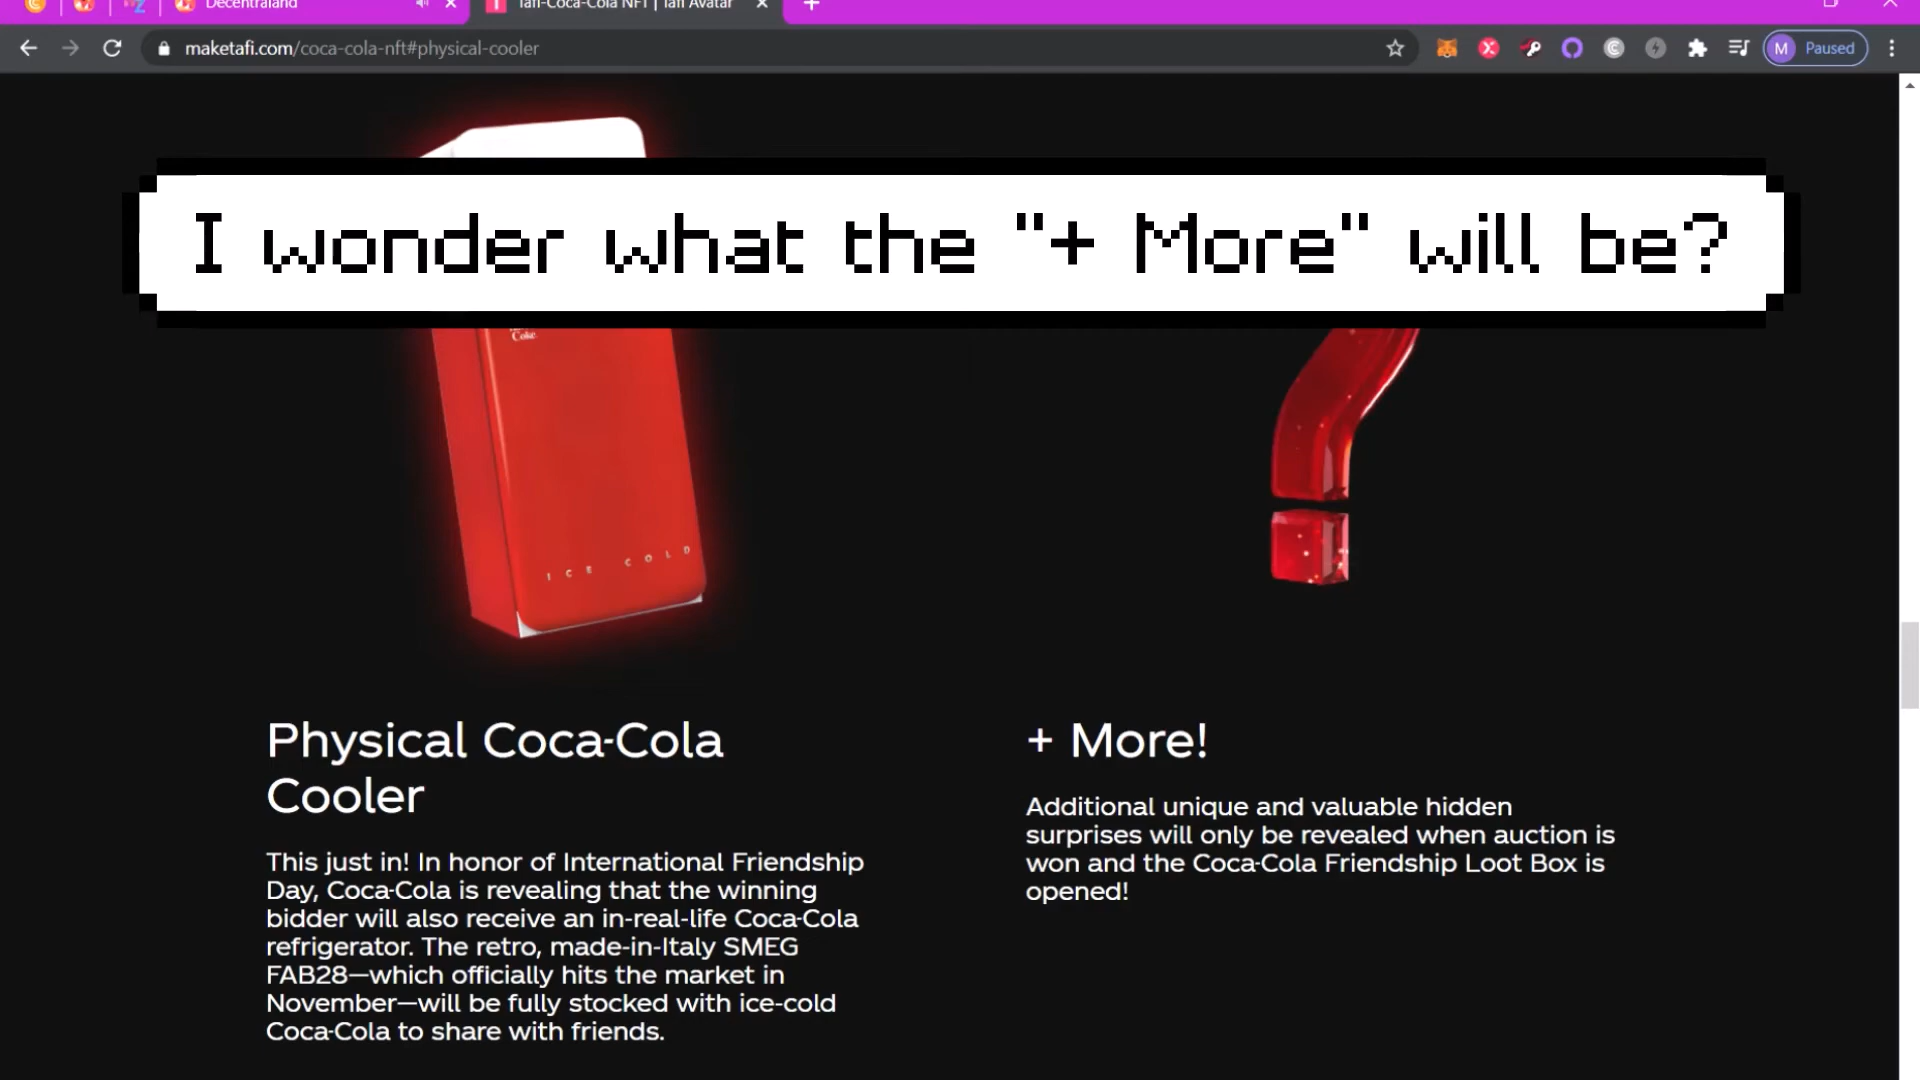 Decentraland
Tafi-Coca-Cola NFT | Tafi Avatar
maketafi.com/coca-cola-nft#physical-cooler
M Paused
I wonder what the "+ More" will be?
Coke
ICE COLD
Physical Coca-Cola
Cooler
This just in! In honor of International Friendship
Day, Coca-Cola is revealing that the winning
bidder will also receive an in-real-life Coca-Cola
refrigerator. The retro, made-in-Italy SMEG
FAB28—which officially hits the market in
November—will be fully stocked with ice-cold
Coca-Cola to share with friends.
+ More!
Additional unique and valuable hidden
surprises will only be revealed when auction is
won and the Coca-Cola Friendship Loot Box is
opened!